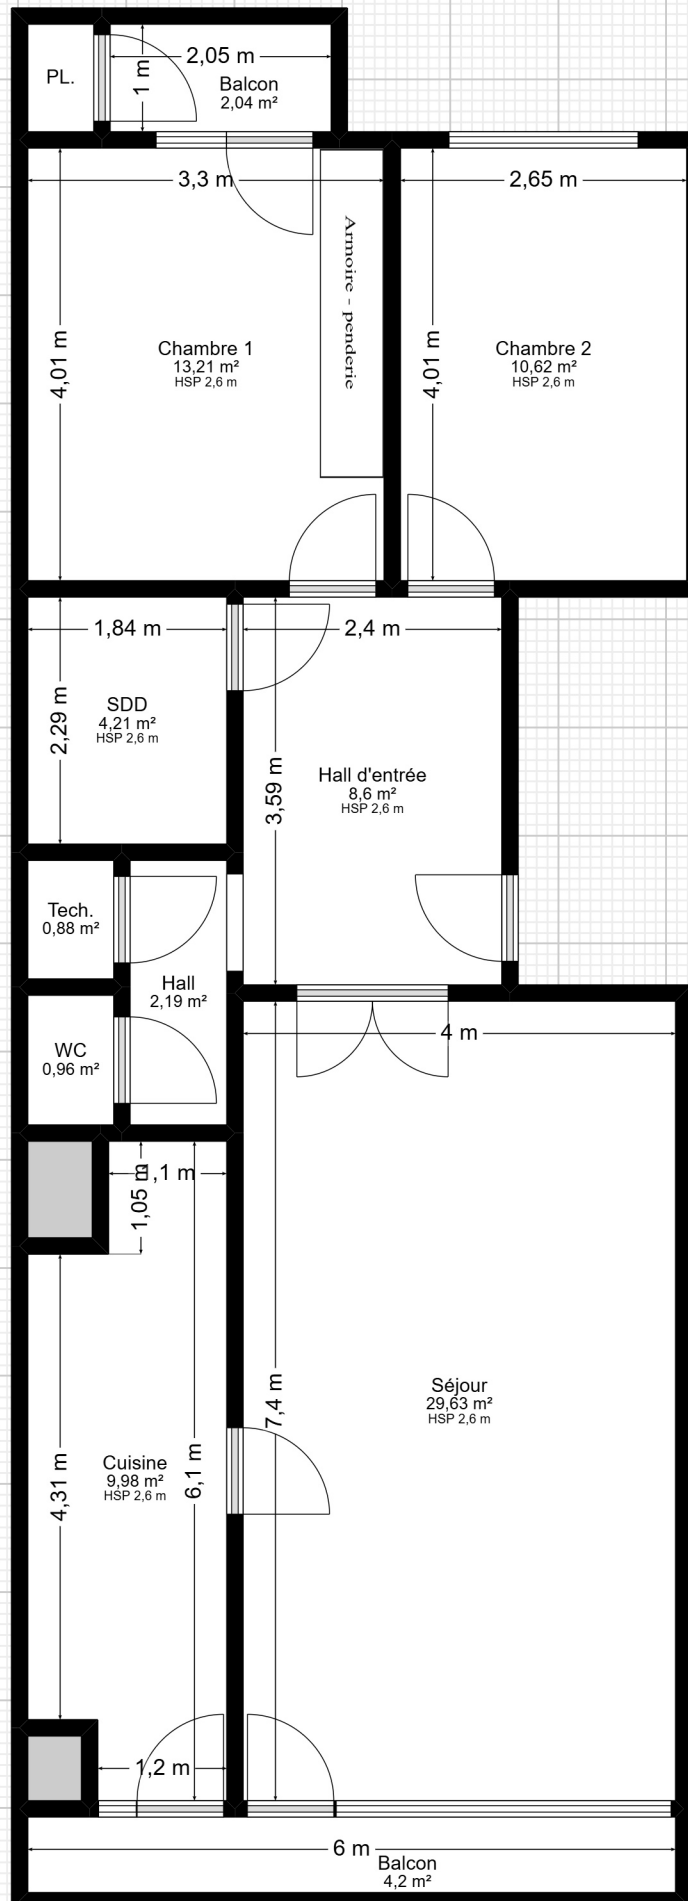 PL.
2,05 m
1 m
Balcon
2,04 m²
3,3 m
2,65 m
4,01 m
Chambre 1
13,21 m²
HSP 2,6 m
Armoire - penderie
4,01 m
Chambre 2
10,62 m²
HSP 2,6 m
1,84 m
2,4 m
2,29 m
SDD
4,21 m²
HSP 2,6 m
3,59 m
Hall d'entrée
8,6 m²
HSP 2,6 m
Tech.
0,88 m²
Hall
2,19 m²
WC
0,96 m²
4 m
1,1 m
1,05 m
7,4 m
Séjour
29,63 m²
HSP 2,6 m
4,31 m
Cuisine
9,98 m²
HSP 2,6 m
6,1 m
1,2 m
6 m
Balcon
4,2 m²